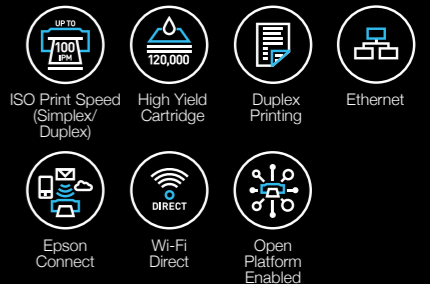 UP TO
100
IPM
ISO Print Speed
(Simplex/
Duplex)
120,000
High Yield
Cartridge
Duplex
Printing
Ethernet
Epson
Connect
DIRECT
Wi-Fi
Direct
Open
Platform
Enabled